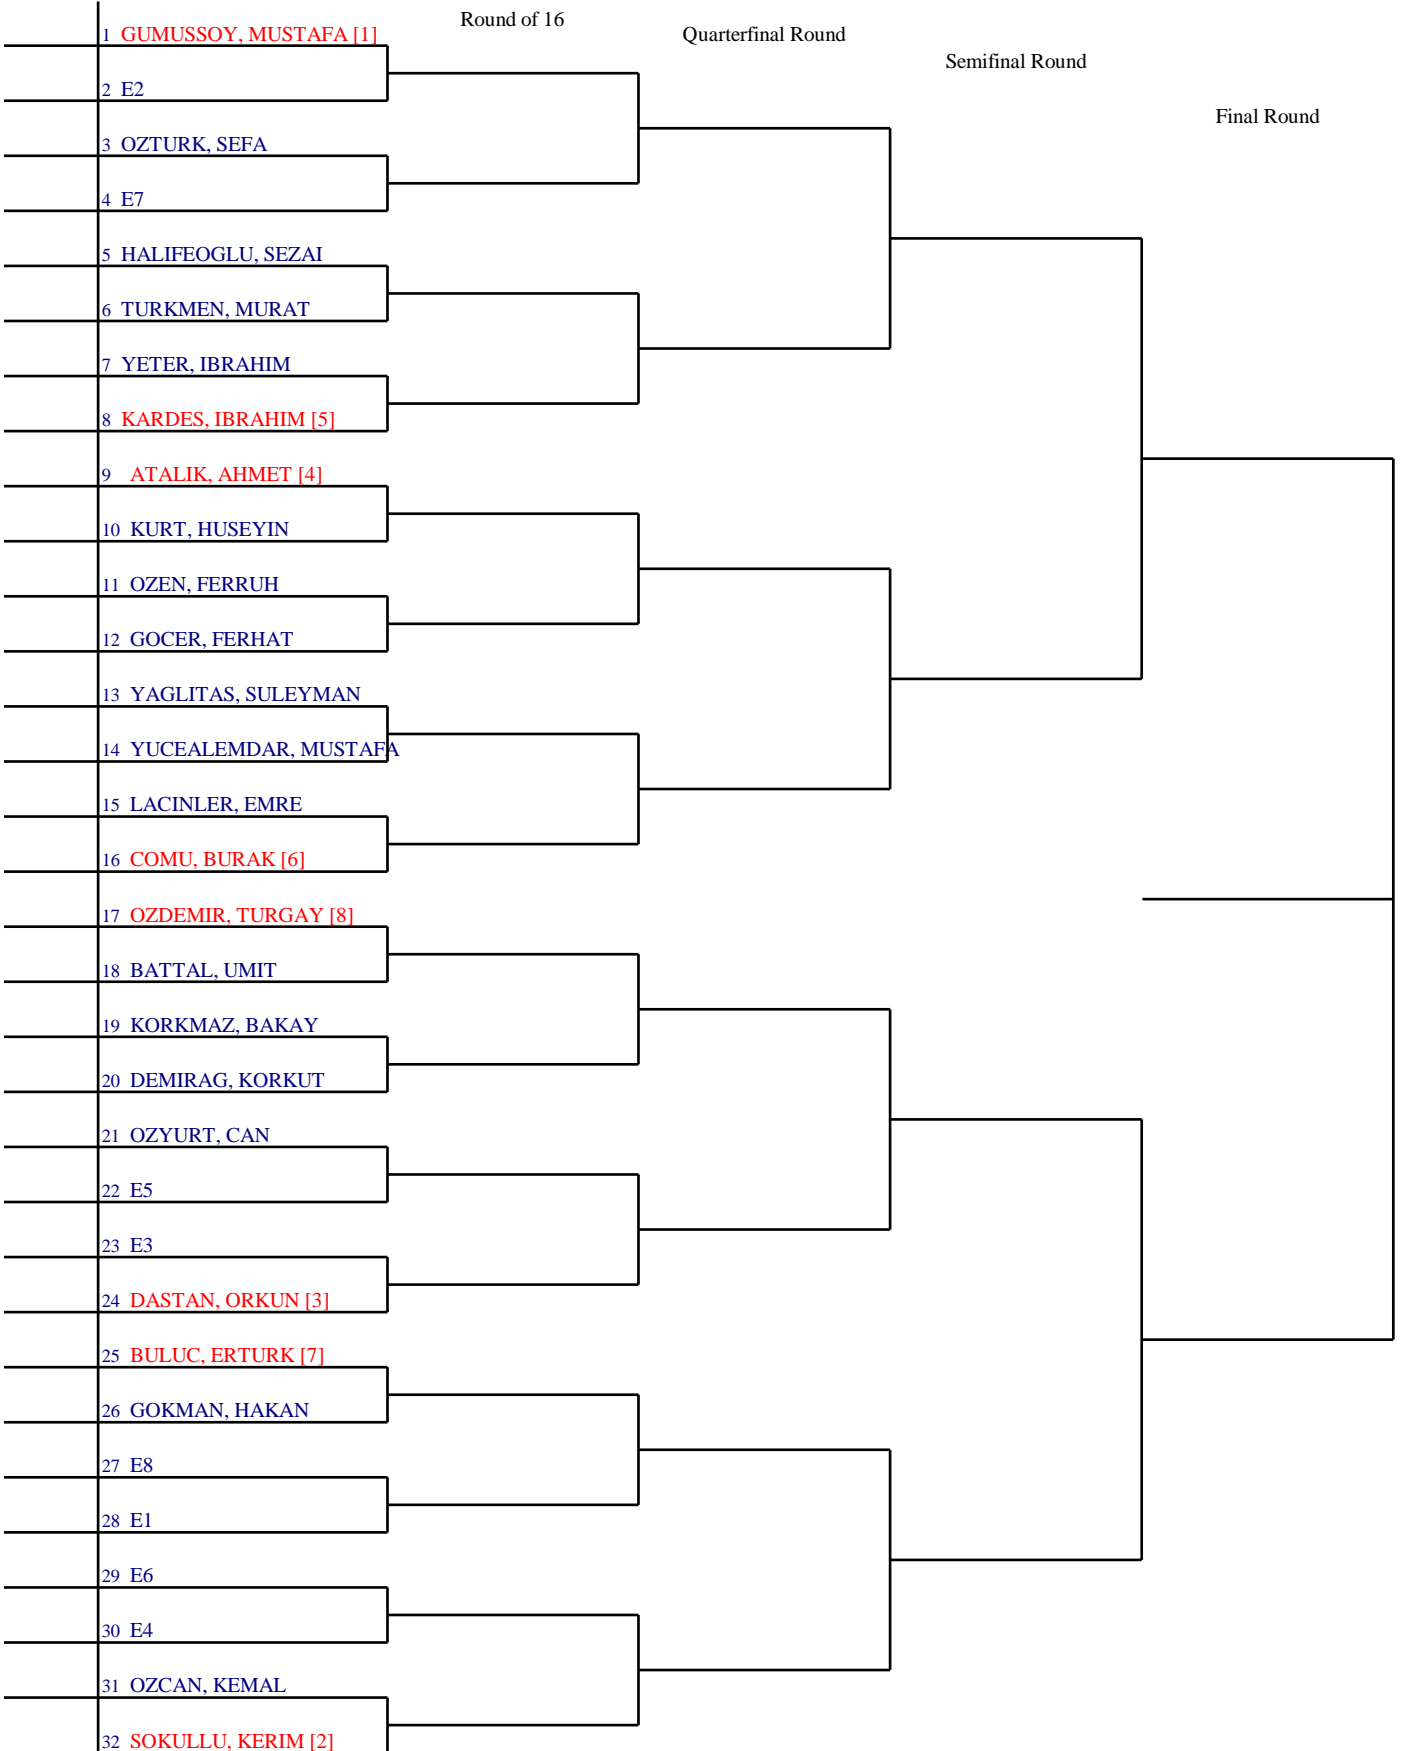 Round of 16
Quarterfinal Round
Semifinal Round
Final Round
1 GUMUSSOY, MUSTAFA [1]
2 E2
3 OZTURK, SEFA
4 E7
5 HALIFEOGLU, SEZAI
6 TURKMEN, MURAT
7 YETER, IBRAHIM
8 KARDES, IBRAHIM [5]
9 ATALIK, AHMET [4]
10 KURT, HUSEYIN
11 OZEN, FERRUH
12 GOCER, FERHAT
13 YAGLITAS, SULEYMAN
14 YUCEALEMDAR, MUSTAFA
15 LACINLER, EMRE
16 COMU, BURAK [6]
17 OZDEMIR, TURGAY [8]
18 BATTAL, UMIT
19 KORKMAZ, BAKAY
20 DEMIRAG, KORKUT
21 OZYURT, CAN
22 E5
23 E3
24 DASTAN, ORKUN [3]
25 BULUC, ERTURK [7]
26 GOKMAN, HAKAN
27 E8
28 E1
29 E6
30 E4
31 OZCAN, KEMAL
32 SOKULLU, KERIM [2]